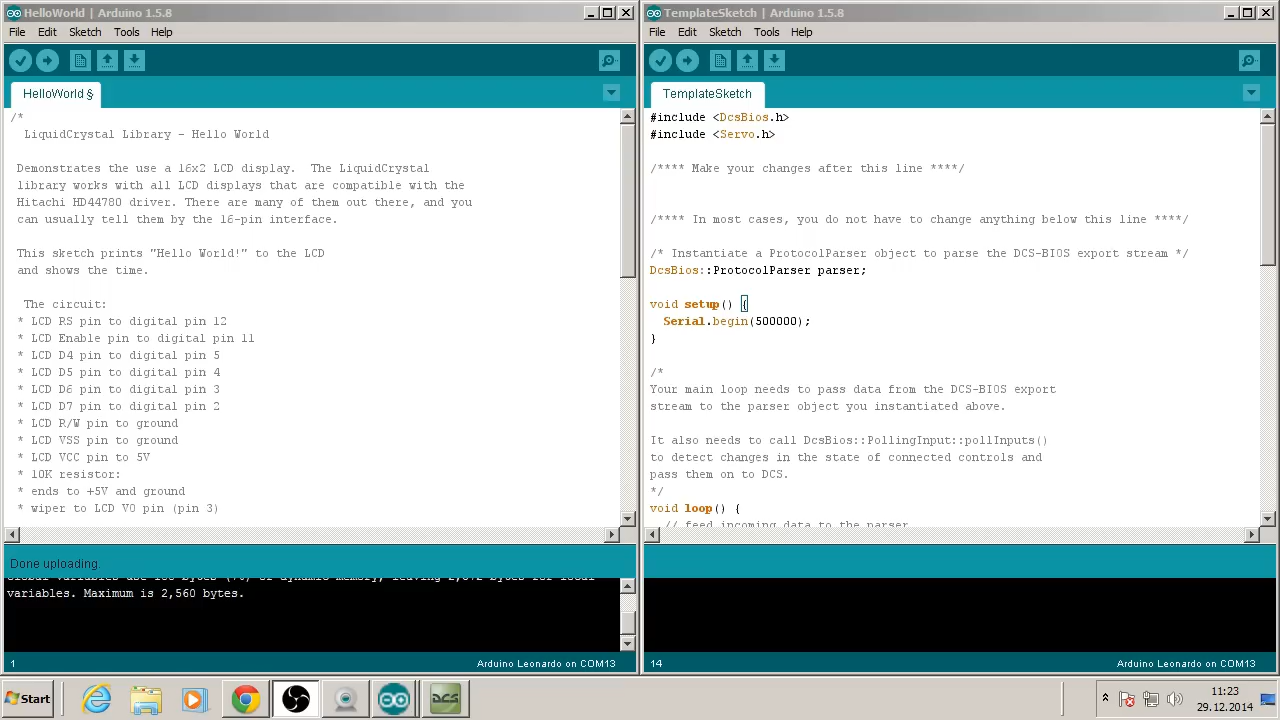 HelloWorld | Arduino 1.5.8
File Edit Sketch Tools Help
HelloWorld §
/*
LiquidCrystal Library - Hello World
Demonstrates the use a 16x2 LCD display.  The LiquidCrystal
library works with all LCD displays that are compatible with the
Hitachi HD44780 driver. There are many of them out there, and you
can usually tell them by the 16-pin interface.
This sketch prints "Hello World!" to the LCD
and shows the time.
The circuit:
* LCD RS pin to digital pin 12
* LCD Enable pin to digital pin 11
* LCD D4 pin to digital pin 5
* LCD D5 pin to digital pin 4
* LCD D6 pin to digital pin 3
* LCD D7 pin to digital pin 2
* LCD R/W pin to ground
* LCD VSS pin to ground
* LCD VCC pin to 5V
* 10K resistor:
* ends to +5V and ground
* wiper to LCD VO pin (pin 3)
Done uploading.
variables. Maximum is 2,560 bytes.
1
Arduino Leonardo on COM13
TemplateSketch | Arduino 1.5.8
File Edit Sketch Tools Help
TemplateSketch
#include <DcsBios.h>
#include <Servo.h>
/**** Make your changes after this line ****/
/**** In most cases, you do not have to change anything below this line ****/
/* Instantiate a ProtocolParser object to parse the DCS-BIOS export stream */
DcsBios::ProtocolParser parser;
void setup() {
Serial.begin(500000);
}
/*
Your main loop needs to pass data from the DCS-BIOS export
stream to the parser object you instantiated above.
It also needs to call DcsBios::PollingInput::pollInputs()
to detect changes in the state of connected controls and
pass them on to DCS.
*/
void loop() {
// feed incoming data to the parser
14
Arduino Leonardo on COM13
Start
DCS
11:23
29.12.2014